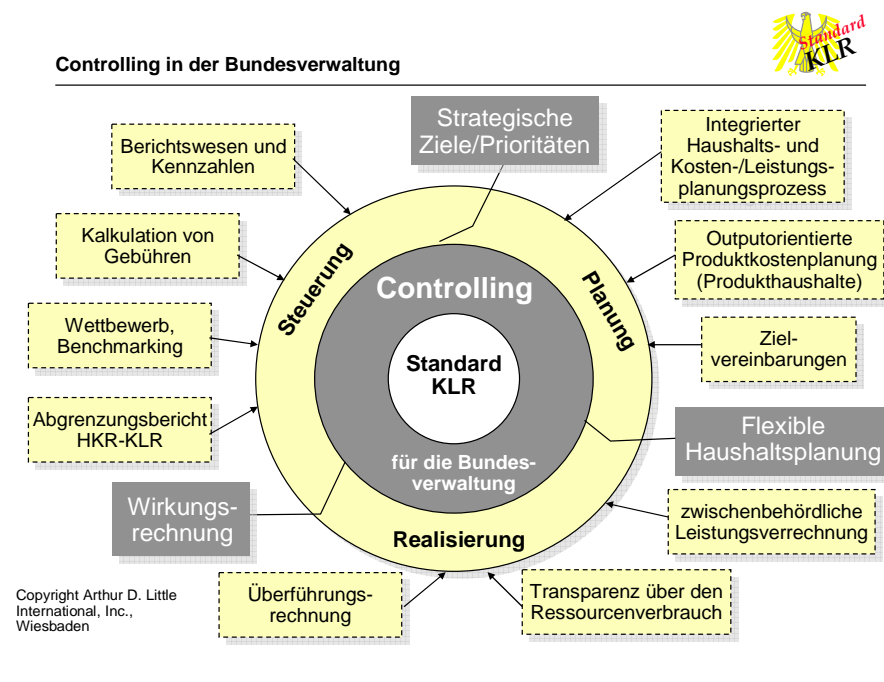 Standard
KLR
Controlling in der Bundesverwaltung
Strategische
Ziele/Prioritäten
Berichtswesen und
Kennzahlen
Integrierter
Haushalts- und
Kosten-/Leistungs-
planungsprozess
Kalkulation von
Gebühren
Outputorientierte
Produktkostenplanung
(Produkthaushalte)
Steuerung
Planung
Controlling
Wettbewerb,
Benchmarking
Standard
KLR
Ziel-
vereinbarungen
Abgrenzungsbericht
HKR-KLR
Flexible
Haushaltsplanung
für die Bundes-
verwaltung
Wirkungs-
rechnung
zwischenbehördliche
Leistungsverrechnung
Realisierung
Überführungs-
rechnung
Transparenz über den
Ressourcenverbrauch
Copyright Arthur D. Little
International, Inc.,
Wiesbaden